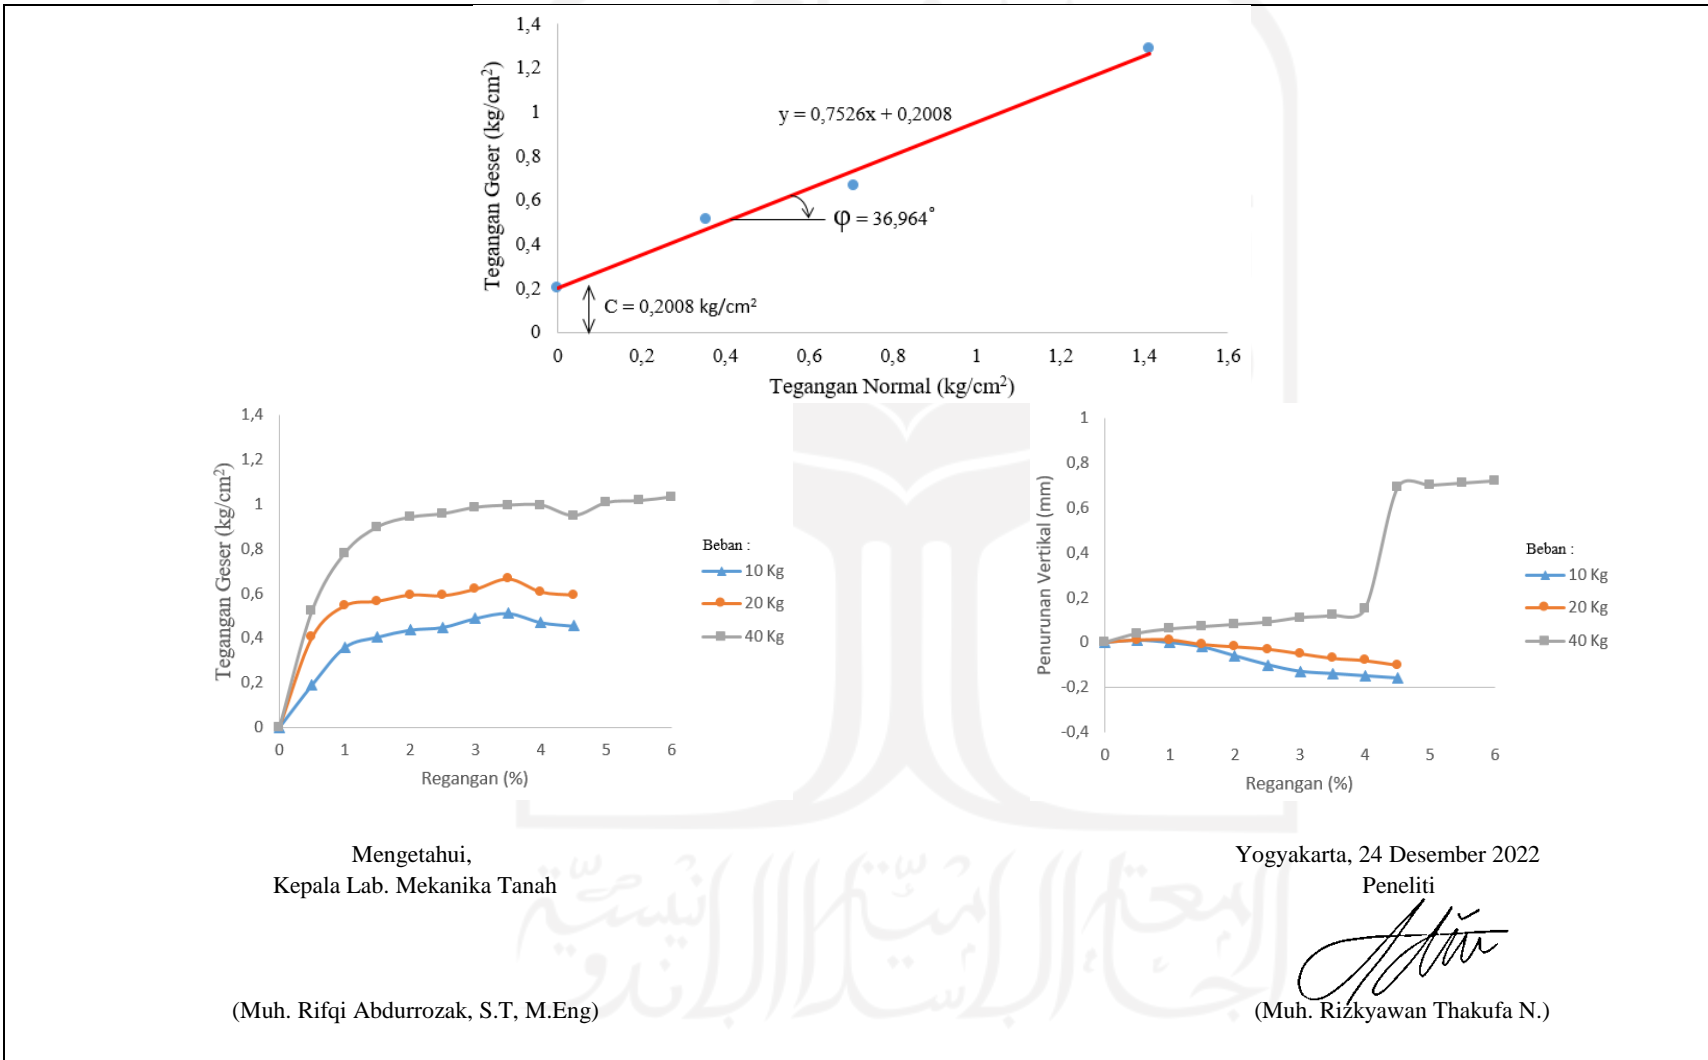 1,4
1,2
1
0,8
0,6
0,4
0,2
0
Tegangan Geser (kg/cm²)
y = 0,7526x + 0,2008
φ = 36,964°
C = 0,2008 kg/cm²
0 0,2 0,4 0,6 0,8 1 1,2 1,4 1,6
Tegangan Normal (kg/cm²)
1,4
1,2
1
0,8
0,6
0,4
0,2
0
Tegangan Geser (kg/cm²)
0 1 2 3 4 5 6
Regangan (%)
Beban :
10 Kg
20 Kg
40 Kg
1
0,8
0,6
0,4
0,2
0
-0,2
-0,4
Penurunan Vertikal (mm)
0 1 2 3 4 5 6
Regangan (%)
Beban :
10 Kg
20 Kg
40 Kg
Mengetahui,
Kepala Lab. Mekanika Tanah
(Muh. Rifqi Abdurrozak, S.T, M.Eng)
Yogyakarta, 24 Desember 2022
Peneliti
(Muh. Rizkyawan Thakufa N.)